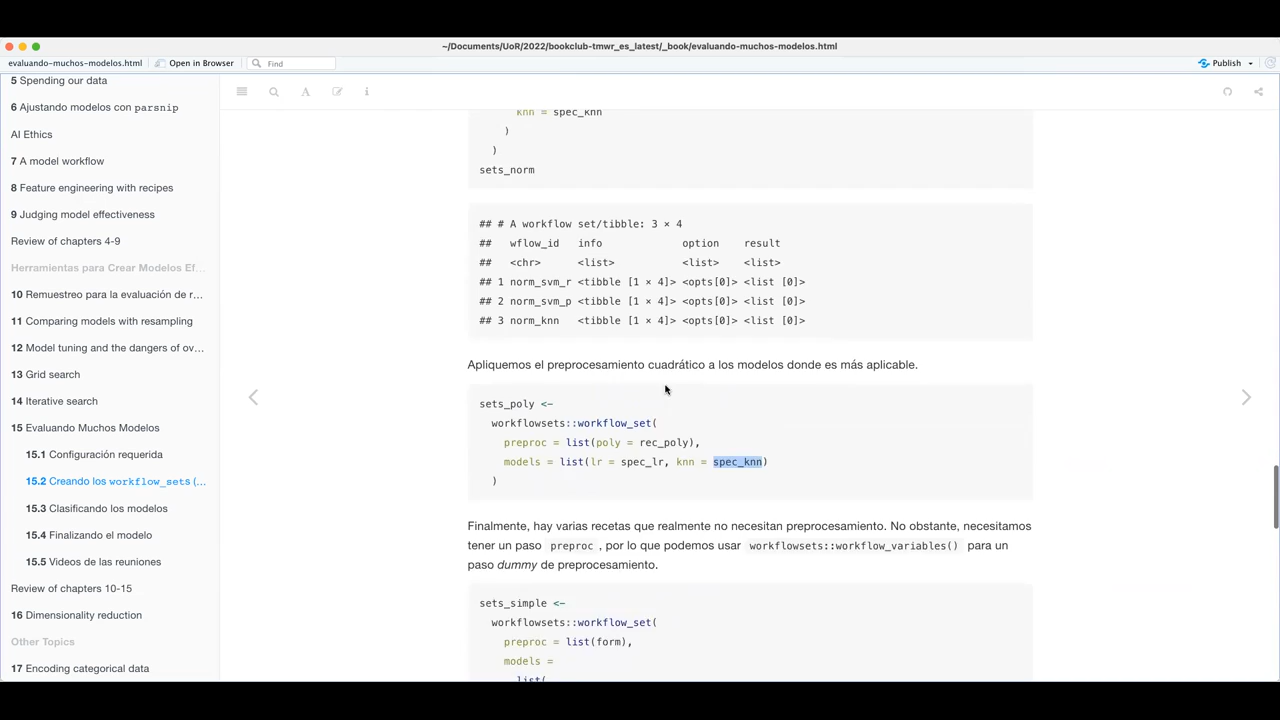 ~/Documents/UoR/2022/bookclub-tmwr_es_latest/_book/evaluando-muchos-modelos.html
evaluando-muchos-modelos.html
Open in Browser
Find
Publish
5 Spending our data
6 Ajustando modelos con parsnip
AI Ethics
7 A model workflow
8 Feature engineering with recipes
9 Judging model effectiveness
Review of chapters 4-9
Herramientas para Crear Modelos Ef...
10 Remuestreo para la evaluación de r...
11 Comparing models with resampling
12 Model tuning and the dangers of ov...
13 Grid search
14 Iterative search
15 Evaluando Muchos Modelos
15.1 Configuración requerida
15.2 Creando los workflow_sets (...
15.3 Clasificando los modelos
15.4 Finalizando el modelo
15.5 Videos de las reuniones
Review of chapters 10-15
16 Dimensionality reduction
Other Topics
17 Encoding categorical data
knn = spec_knn
)
)
sets_norm
## # A workflow set/tibble: 3 × 4
##   wflow_id   info             option    result
##   <chr>      <list>           <list>    <list>
## 1 norm_svm_r <tibble [1 × 4]> <opts[0]> <list [0]>
## 2 norm_svm_p <tibble [1 × 4]> <opts[0]> <list [0]>
## 3 norm_knn   <tibble [1 × 4]> <opts[0]> <list [0]>
Apliquemos el preprocesamiento cuadrático a los modelos donde es más aplicable.
sets_poly <-
workflowsets::workflow_set(
preproc = list(poly = rec_poly),
models = list(lr = spec_lr, knn = spec_knn)
)
Finalmente, hay varias recetas que realmente no necesitan preprocesamiento. No obstante, necesitamos
tener un paso preproc, por lo que podemos usar workflowsets::workflow_variables() para un
paso dummy de preprocesamiento.
sets_simple <-
workflowsets::workflow_set(
preproc = list(form),
models =
list(